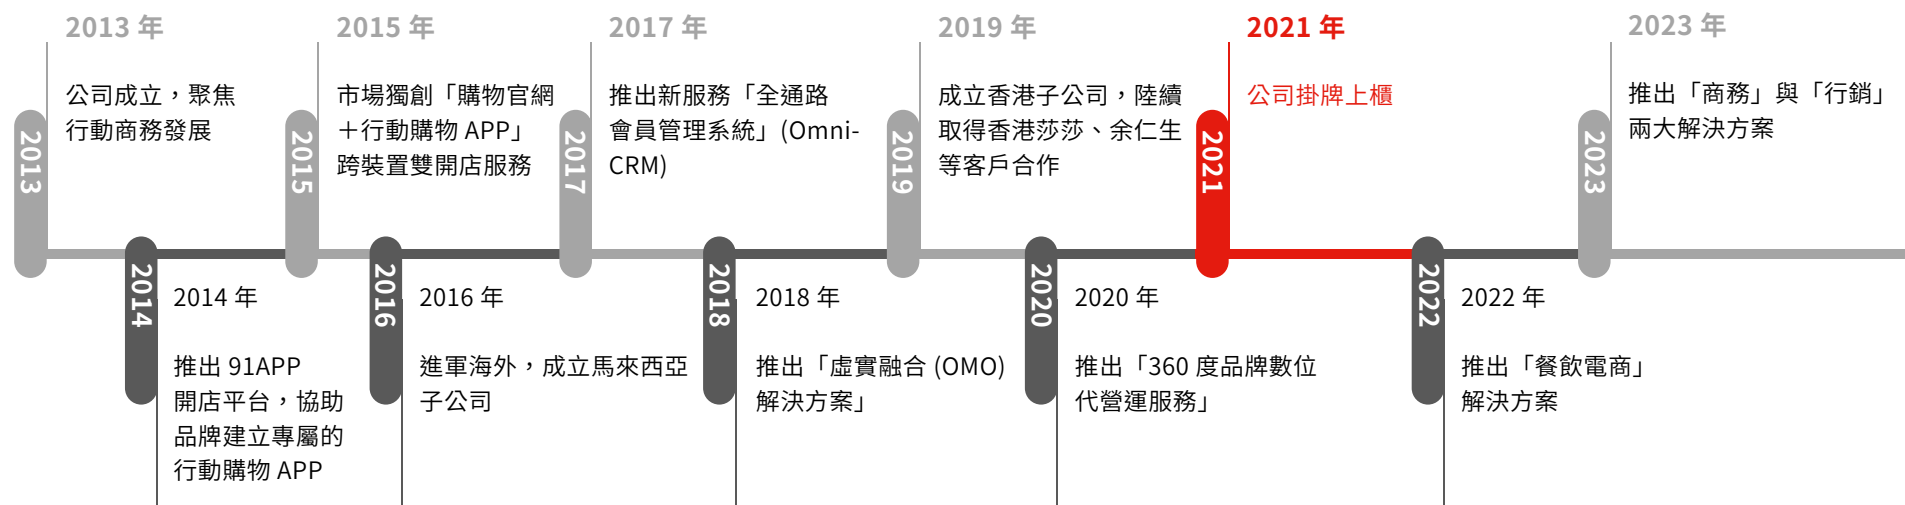 2013 年
公司成立，聚焦
行動商務發展
2013
2014
2014 年
推出 91APP
開店平台，協助
品牌建立專屬的
行動購物 APP
2015 年
市場獨創「購物官網
＋行動購物 APP」
跨裝置雙開店服務
2015
2016
2016 年
進軍海外，成立馬來西亞
子公司
2017 年
推出新服務「全通路
會員管理系統」(Omni-
CRM)
2017
2018
2018 年
推出「虛實融合 (OMO)
解決方案」
2019 年
成立香港子公司，陸續
取得香港莎莎、余仁生
等客戶合作
2019
2020
2020 年
推出「360 度品牌數位
代營運服務」
2021 年
公司掛牌上櫃
2021
2022
2022 年
推出「餐飲電商」
解決方案
2023 年
推出「商務」與「行銷」
兩大解決方案
2023